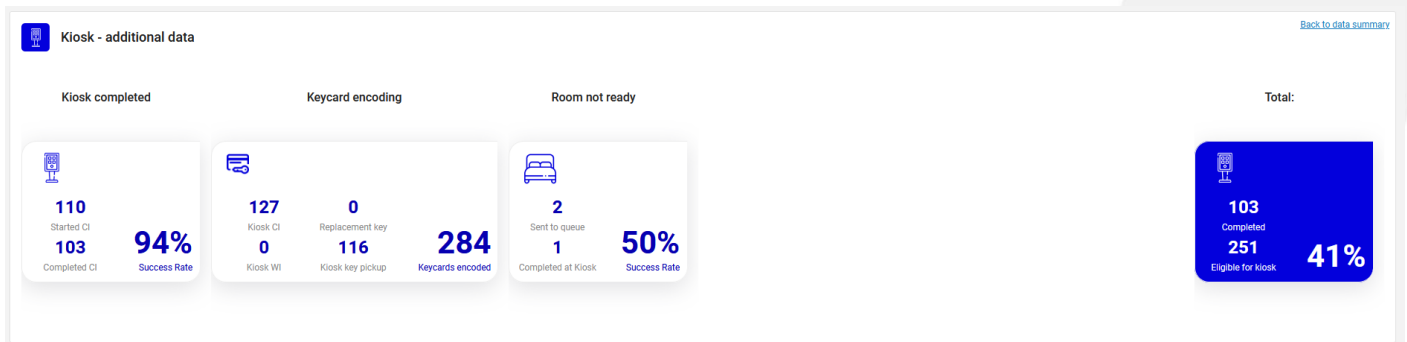 Back to data summary
Kiosk - additional data
Kiosk completed
Keycard encoding
Room not ready
Total:
110
Started CI
103
Completed CI
94%
Success Rate
127
Kiosk CI
0
Kiosk WI
0
Replacement key
116
Kiosk key pickup
284
Keycards encoded
2
Sent to queue
1
Completed at Kiosk
50%
Success Rate
103
Completed
251
Eligible for kiosk
41%